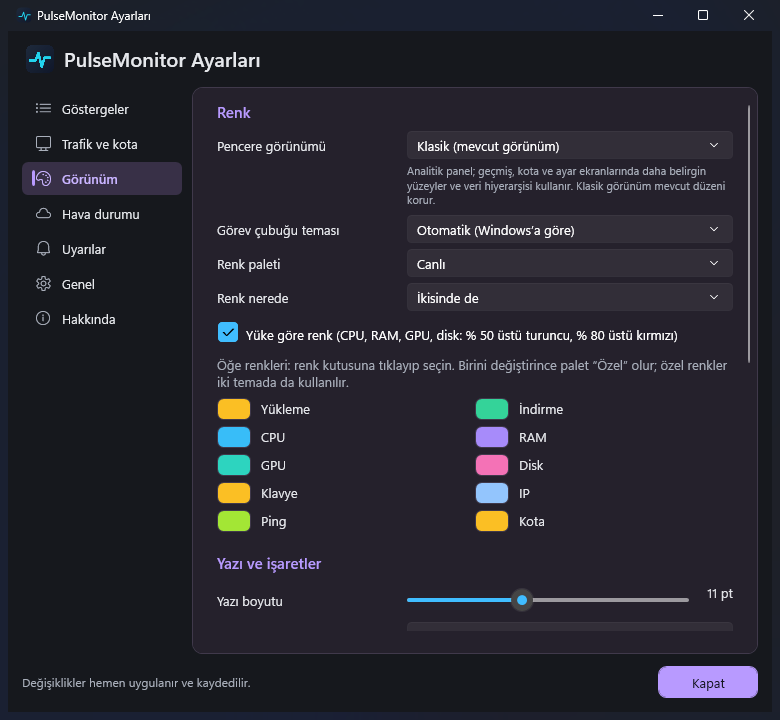 PulseMonitor Ayarları
PulseMonitor Ayarları
Göstergeler
Trafik ve kota
Görünüm
Hava durumu
Uyarılar
Genel
Hakkında
Renk
Pencere görünümü
Klasik (mevcut görünüm)
Analitik panel; geçmiş, kota ve ayar ekranlarında daha belirgin
yüzeyler ve veri hiyerarşisi kullanır. Klasik görünüm mevcut düzeni
korur.
Görev çubuğu teması
Otomatik (Windows'a göre)
Renk paleti
Canlı
Renk nerede
İkisinde de
Yüke göre renk (CPU, RAM, GPU, disk: % 50 üstü turuncu, % 80 üstü kırmızı)
Öğe renkleri: renk kutusuna tıklayıp seçin. Birini değiştirince palet “Özel” olur; özel renkler
iki temada da kullanılır.
Yükleme
İndirme
CPU
RAM
GPU
Disk
Klavye
IP
Ping
Kota
Yazı ve işaretler
Yazı boyutu
11 pt
Değişiklikler hemen uygulanır ve kaydedilir.
Kapat